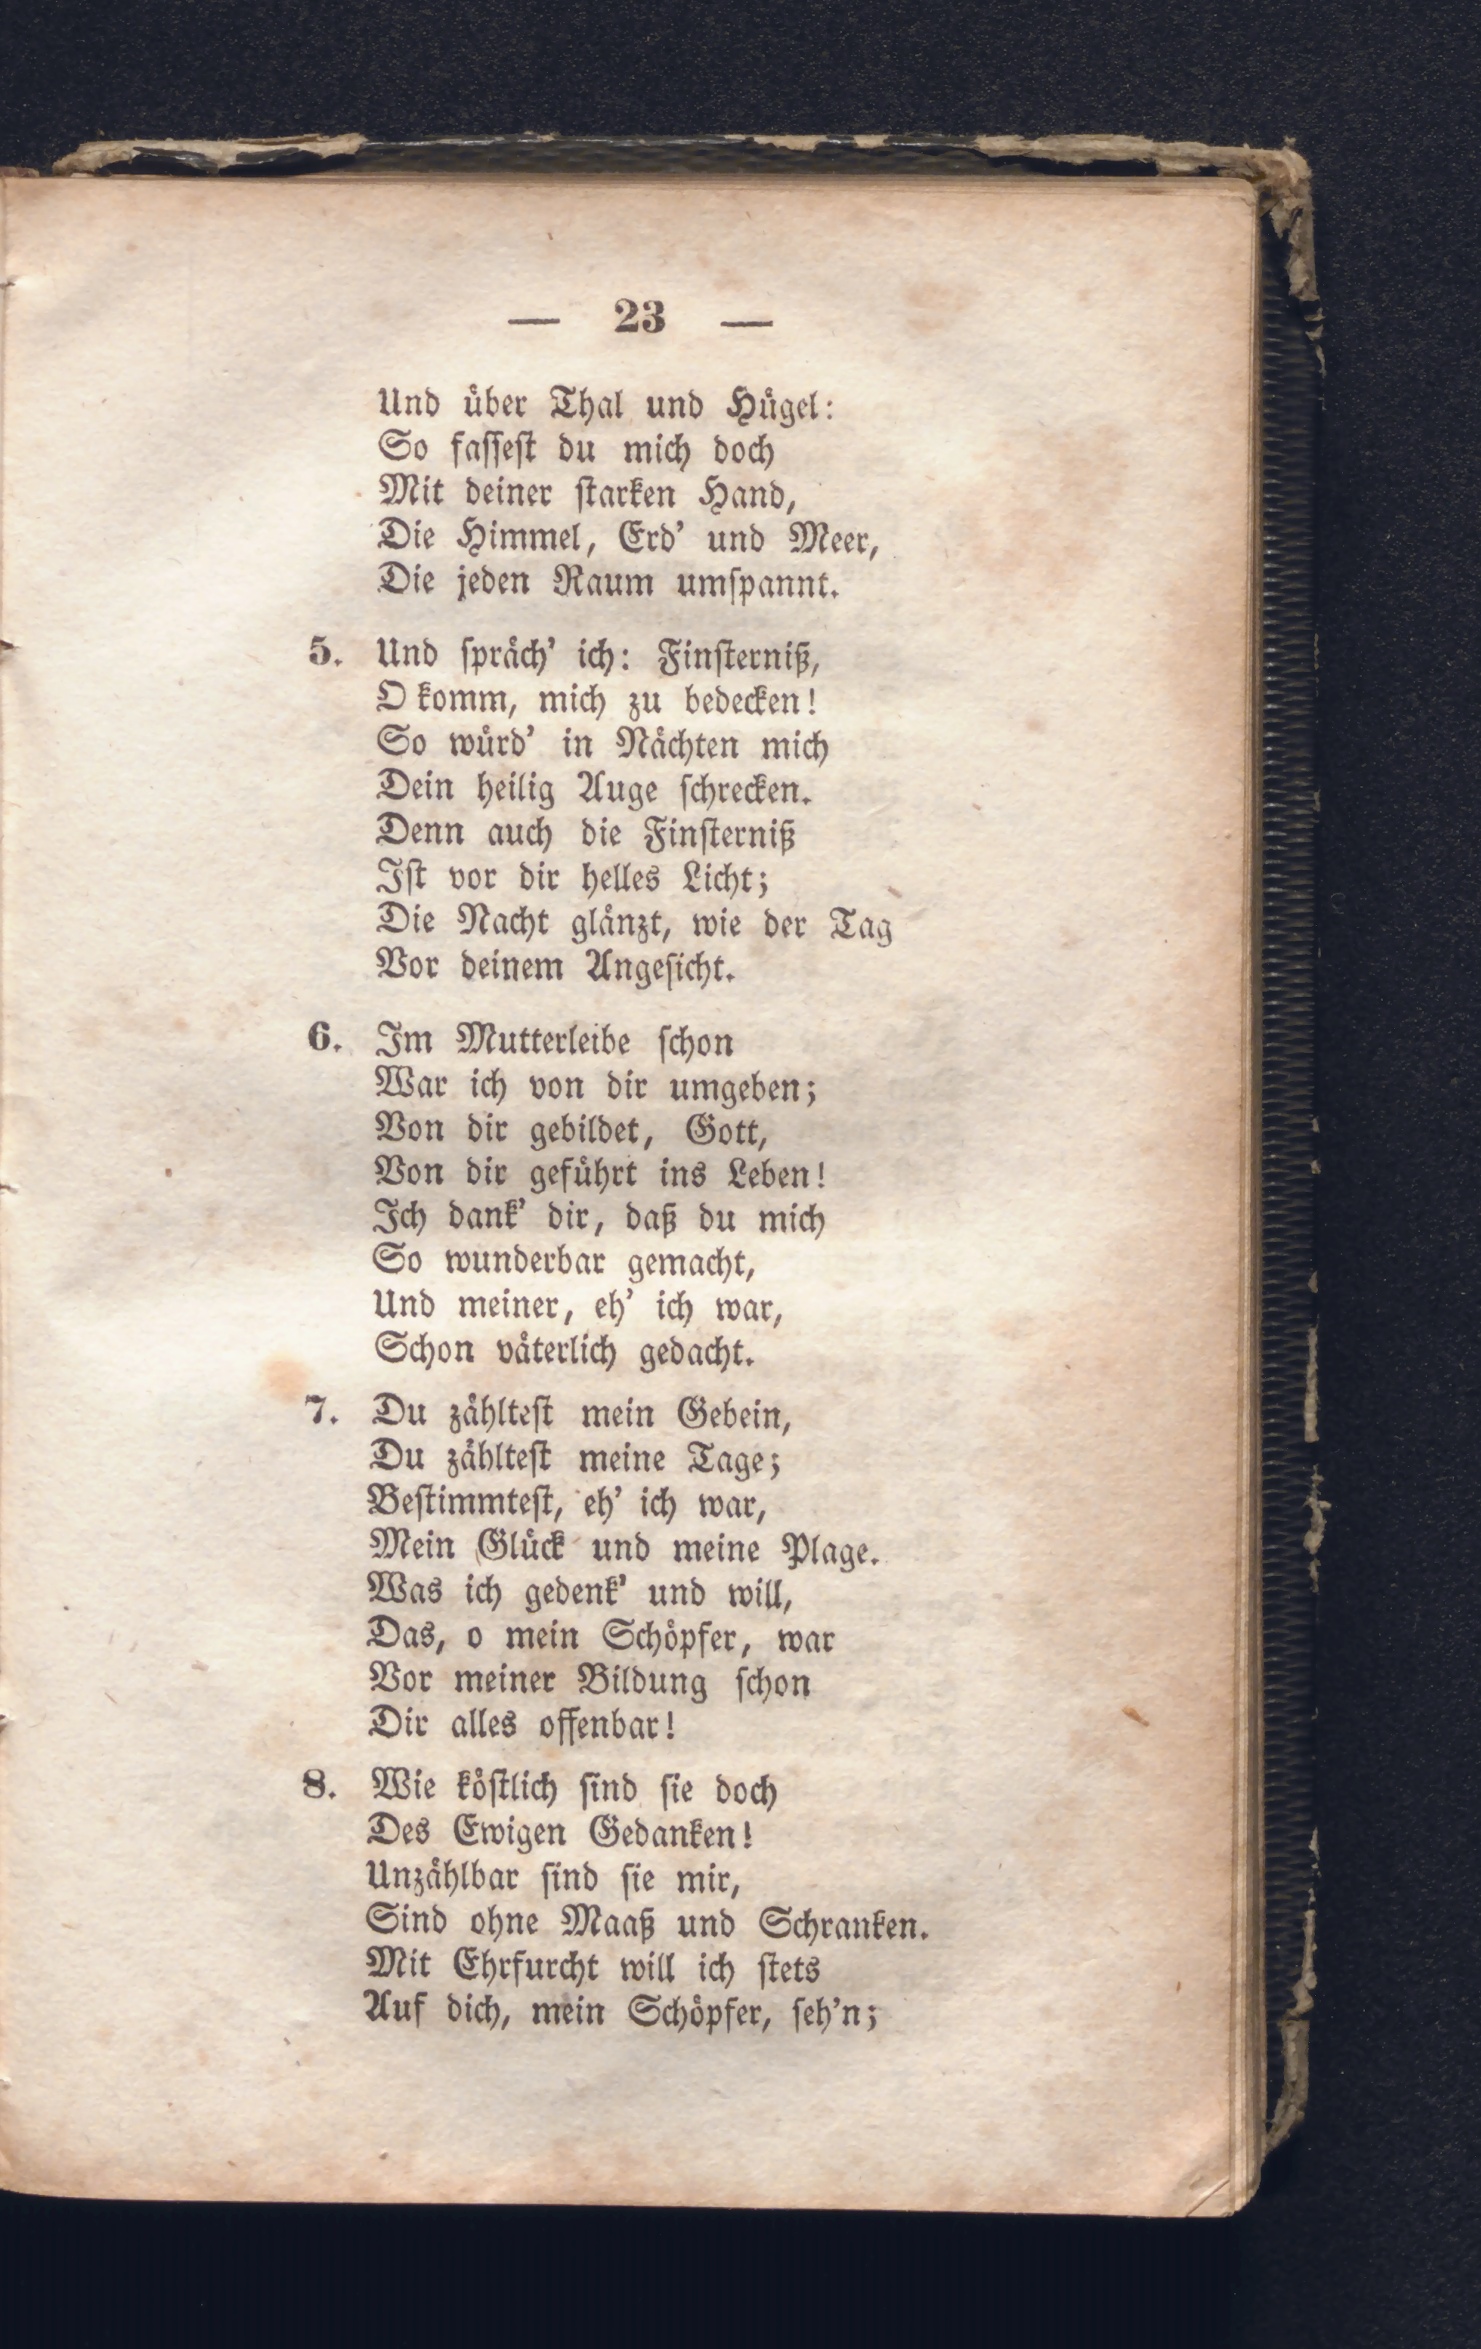 — 23 —
Und über Thal und Hügel:
So fassest du mich doch
Mit deiner starken Hand,
Die Himmel, Erd' und Meer,
Die jeden Raum umspannt.
5. Und spräch' ich: Finsterniß,
O komm, mich zu bedecken!
So würd' in Nächten mich
Dein heilig Auge schrecken.
Denn auch die Finsterniß
Ist vor dir helles Licht;
Die Nacht glänzt, wie der Tag
Vor deinem Angesicht.
6. Im Mutterleibe schon
War ich von dir umgeben;
Von dir gebildet, Gott,
Von dir geführt ins Leben!
Ich dank' dir, daß du mich
So wunderbar gemacht,
Und meiner, eh' ich war,
Schon väterlich gedacht.
7. Du zähltest mein Gebein,
Du zähltest meine Tage;
Bestimmtest, eh' ich war,
Mein Glück und meine Plage.
Was ich gedenk' und will,
Das, o mein Schöpfer, war
Vor meiner Bildung schon
Dir alles offenbar!
8. Wie köstlich sind sie doch
Des Ewigen Gedanken!
Unzählbar sind sie mir,
Sind ohne Maaß und Schranken.
Mit Ehrfurcht will ich stets
Auf dich, mein Schöpfer, seh'n;